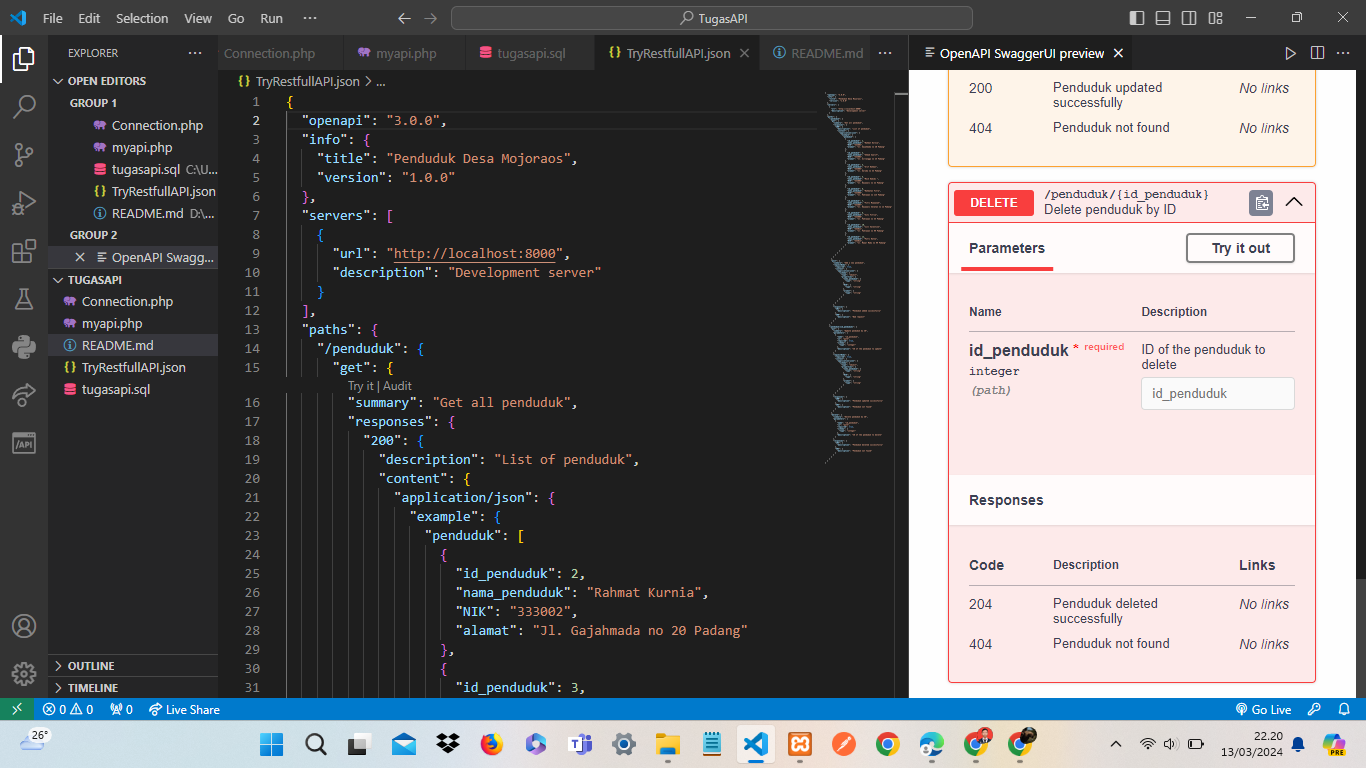 File Edit Selection View Go Run ··· TugasAPI
EXPLORER ···
OPEN EDITORS
GROUP 1
Connection.php
myapi.php
tugasapi.sql C:\U...
TryRestfullAPI.json
README.md D:\...
GROUP 2
OpenAPI Swagg...
TUGASAPI
Connection.php
myapi.php
README.md
TryRestfullAPI.json
tugasapi.sql
OUTLINE
TIMELINE
Connection.php myapi.php tugasapi.sql TryRestfullAPI.json README.md ···
TryRestfullAPI.json > ...
1 {
2 "openapi": "3.0.0",
3 "info": {
4 "title": "Penduduk Desa Mojoraos",
5 "version": "1.0.0"
6 },
7 "servers": [
8 {
9 "url": "http://localhost:8000",
10 "description": "Development server"
11 }
12 ],
13 "paths": {
14 "/penduduk": {
15 "get": {
Try it | Audit
16 "summary": "Get all penduduk",
17 "responses": {
18 "200": {
19 "description": "List of penduduk",
20 "content": {
21 "application/json": {
22 "example": {
23 "penduduk": [
24 {
25 "id_penduduk": 2,
26 "nama_penduduk": "Rahmat Kurnia",
27 "NIK": "333002",
28 "alamat": "Jl. Gajahmada no 20 Padang"
29 },
30 {
31 "id_penduduk": 3,
OpenAPI SwaggerUI preview ···
200 Penduduk updated No links
successfully
404 Penduduk not found No links
DELETE /penduduk/{id_penduduk}
Delete penduduk by ID
Parameters Try it out
Name Description
id_penduduk * required ID of the penduduk to
integer delete
(path) id_penduduk
Responses
Code Description Links
204 Penduduk deleted No links
successfully
404 Penduduk not found No links
0 0 0 Live Share Go Live
26° 22.20
13/03/2024
PRE